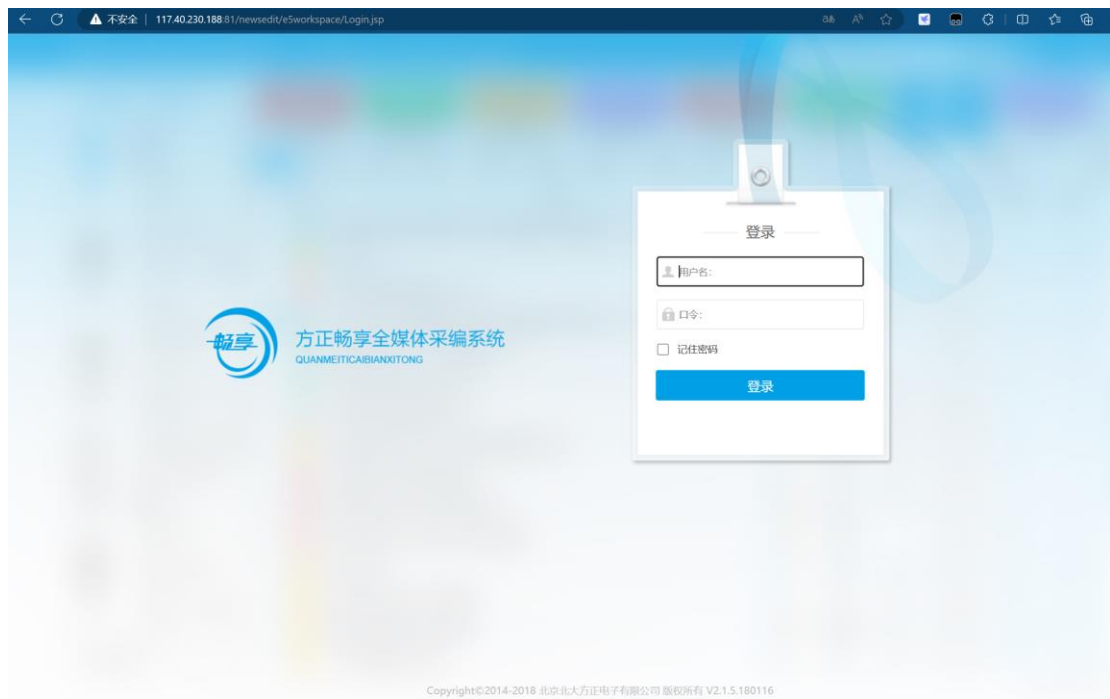 不安全 | 117.40.230.188:81/newsedit/e5workspace/Login.jsp
登录
用户名:
口令:
记住密码
登录
畅享
方正畅享全媒体采编系统
QUANMEITICAIBIANXITONG
Copyright©2014-2018 北京北大方正电子有限公司 版权所有 V2.1.5.180116